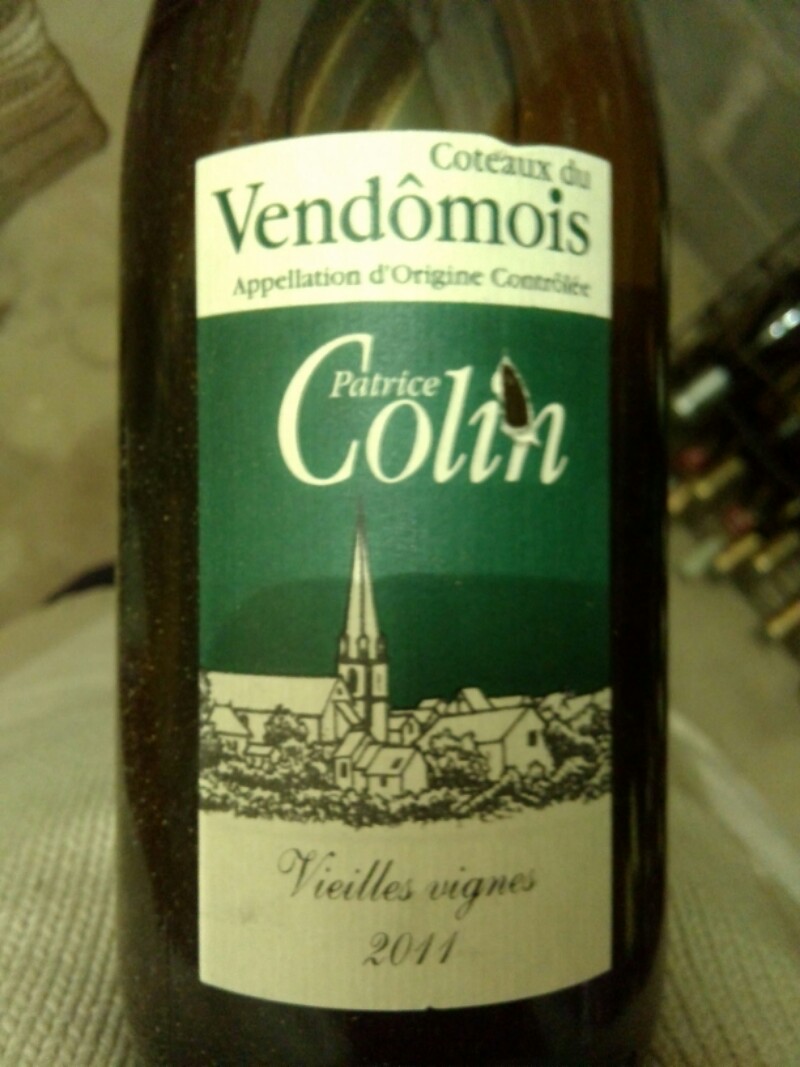 Coteaux du
Vendômois
Appellation d'Origine Contrôlée
Patrice
Colin
Vieilles vignes
2011